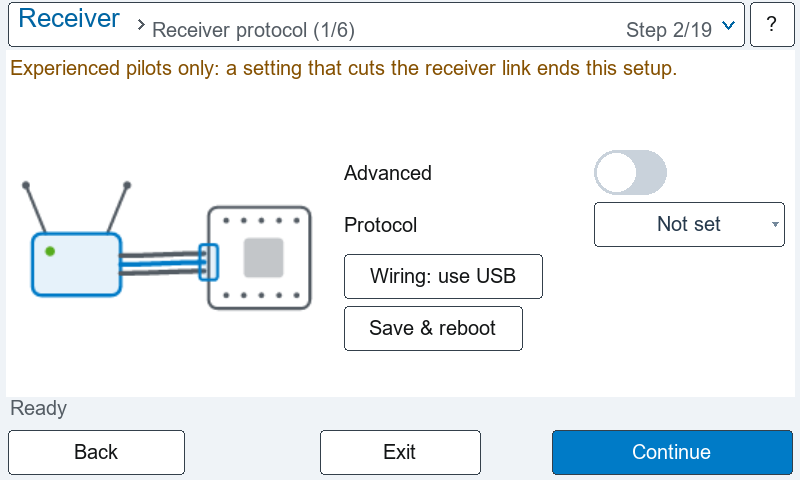 Receiver › Receiver protocol (1/6) Step 2/19 ?
Experienced pilots only: a setting that cuts the receiver link ends this setup.
Advanced
Protocol Not set
Wiring: use USB
Save & reboot
Ready
Back Exit Continue